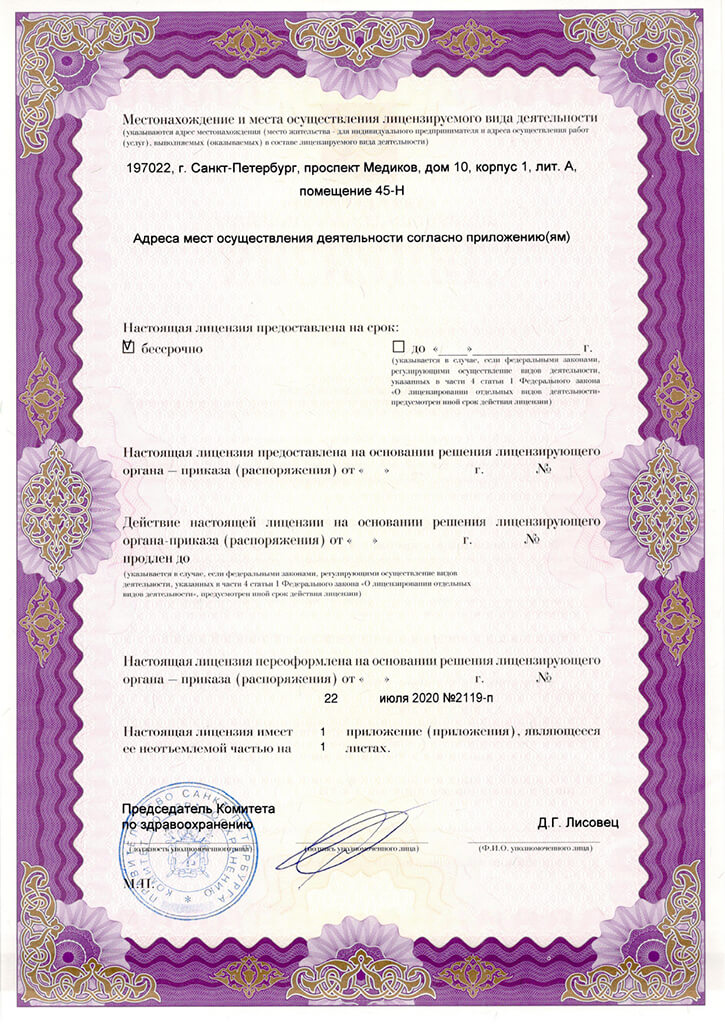 Местонахождение и места осуществления лицензируемого вида деятельности
(указываются адрес местонахождения (место жительства - для индивидуального предпринимателя и адреса осуществления работ
(услуг), выполняемых (оказываемых) в составе лицензируемого вида деятельности)
197022, г. Санкт-Петербург, проспект Медиков, дом 10, корпус 1, лит. А,
помещение 45-Н
Адреса мест осуществления деятельности согласно приложению(ям)
Настоящая лицензия предоставлена на срок:
V бессрочно
до « » г.
(указывается в случае, если федеральными законами,
регулирующими осуществление видов деятельности,
указанных в части 4 статьи 1 Федерального закона
«О лицензировании отдельных видов деятельности»
предусмотрен иной срок действия лицензии)
Настоящая лицензия предоставлена на основании решения лицензирующего
органа — приказа (распоряжения) от « » г. №
Действие настоящей лицензии на основании решения лицензирующего
органа-приказа (распоряжения) от « » г. №
продлен до
(указывается в случае, если федеральными законами, регулирующими осуществление видов
деятельности, указанных в части 4 статьи 1 Федерального закона «О лицензировании отдельных
видов деятельности», предусмотрен иной срок действия лицензии)
Настоящая лицензия переоформлена на основании решения лицензирующего
органа — приказа (распоряжения) от « » г. №
22 июля 2020 №2119-п
Настоящая лицензия имеет 1 приложение (приложения), являющееся
ее неотъемлемой частью на 1 листах.
Председатель Комитета
по здравоохранению
Д.Г. Лисовец
(должность уполномоченного лица)
(подпись уполномоченного лица)
(Ф.И.О. уполномоченного лица)
М.П.